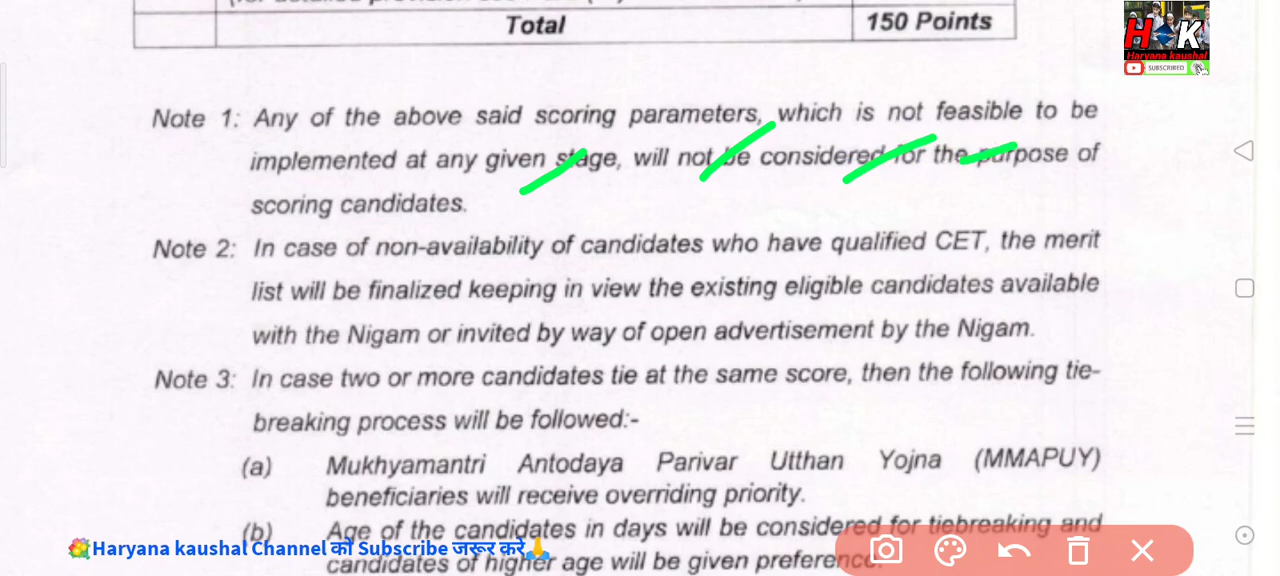 Total 150 Points
H K
Haryana kaushal
SUBSCRIBED
Note 1: Any of the above said scoring parameters, which is not feasible to be
implemented at any given stage, will not be considered for the purpose of
scoring candidates.
Note 2: In case of non-availability of candidates who have qualified CET, the merit
list will be finalized keeping in view the existing eligible candidates available
with the Nigam or invited by way of open advertisement by the Nigam.
Note 3: In case two or more candidates tie at the same score, then the following tie-
breaking process will be followed:-
(a) Mukhyamantri Antodaya Parivar Utthan Yojna (MMAPUY)
beneficiaries will receive overriding priority.
(b) Age of the candidates in days will be considered for tiebreaking and
candidates of higher age will be given preference.
Haryana kaushal Channel को Subscribe जरूर करे